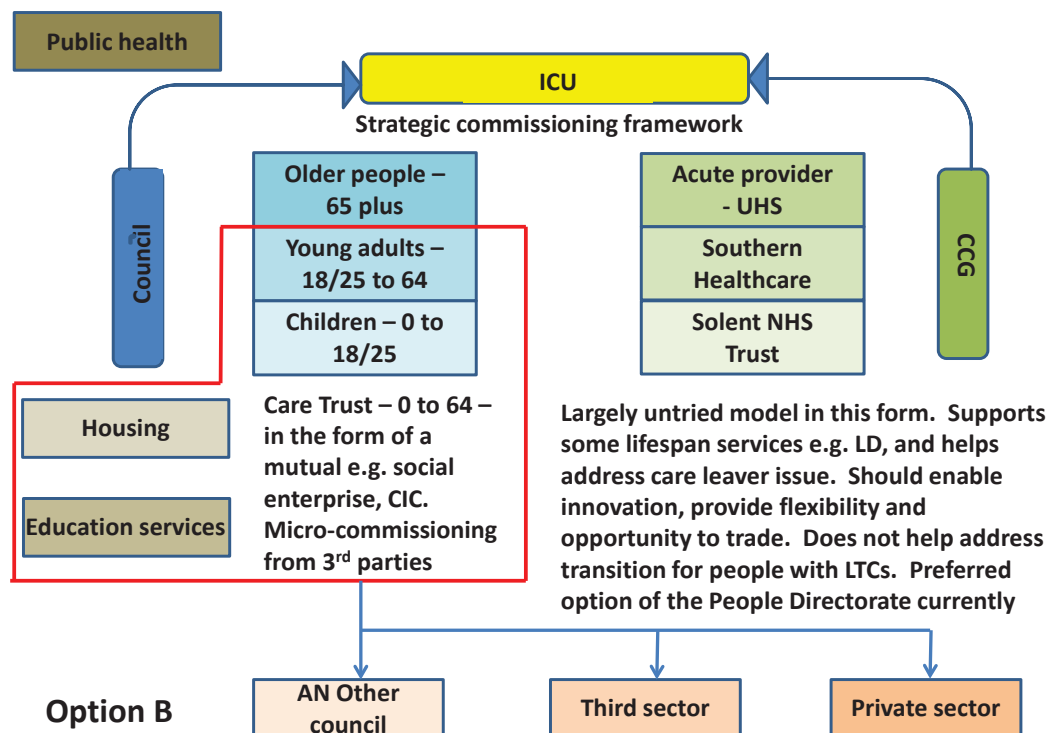 Public health
ICU
Strategic commissioning framework
Council
Older people –
65 plus
Young adults –
18/25 to 64
Children – 0 to
18/25
Acute provider
- UHS
Southern
Healthcare
Solent NHS
Trust
CCG
Housing
Education services
Care Trust – 0 to 64 –
in the form of a
mutual e.g. social
enterprise, CIC.
Micro-commissioning
from 3rd parties
Largely untried model in this form.  Supports
some lifespan services e.g. LD, and helps
address care leaver issue.  Should enable
innovation, provide flexibility and
opportunity to trade.  Does not help address
transition for people with LTCs.  Preferred
option of the People Directorate currently
Option B
AN Other
council
Third sector
Private sector